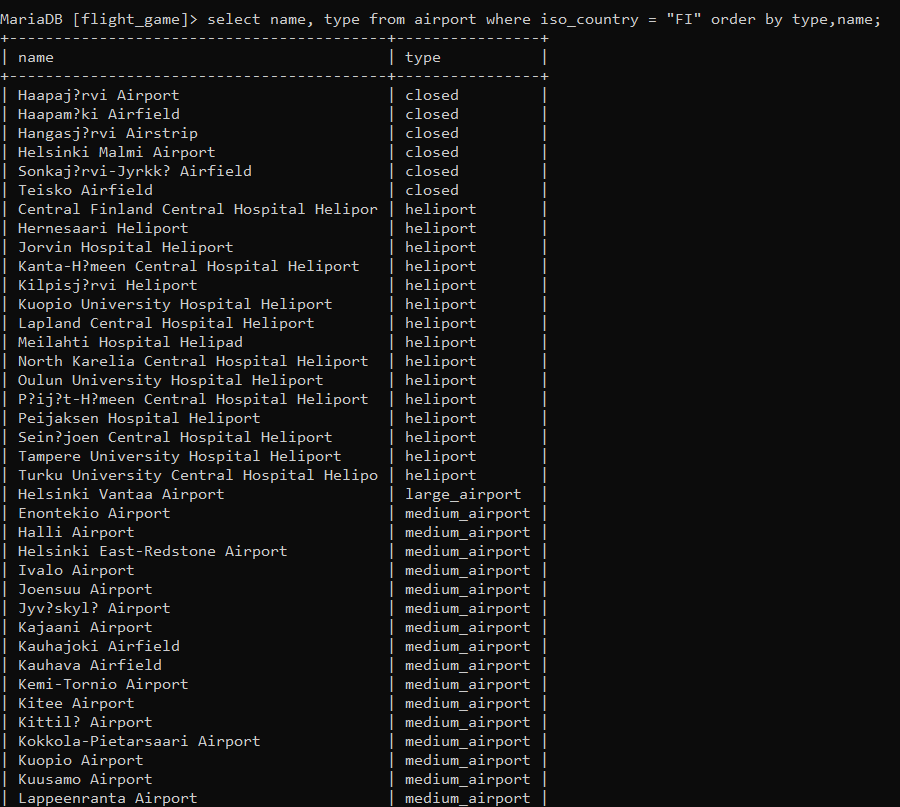 MariaDB [flight_game]> select name, type from airport where iso_country = "FI" order by type,name;
+------------------------------------------+----------------+
| name                                     | type           |
+------------------------------------------+----------------+
| Haapaj?rvi Airport                       | closed         |
| Haapam?ki Airfield                       | closed         |
| Hangasj?rvi Airstrip                     | closed         |
| Helsinki Malmi Airport                   | closed         |
| Sonkaj?rvi-Jyrkk? Airfield               | closed         |
| Teisko Airfield                          | closed         |
| Central Finland Central Hospital Helipor | heliport       |
| Hernesaari Heliport                      | heliport       |
| Jorvin Hospital Heliport                 | heliport       |
| Kanta-H?meen Central Hospital Heliport   | heliport       |
| Kilpisj?rvi Heliport                     | heliport       |
| Kuopio University Hospital Heliport      | heliport       |
| Lapland Central Hospital Heliport        | heliport       |
| Meilahti Hospital Helipad                | heliport       |
| North Karelia Central Hospital Heliport  | heliport       |
| Oulun University Hospital Heliport       | heliport       |
| P?ij?t-H?meen Central Hospital Heliport  | heliport       |
| Peijaksen Hospital Heliport              | heliport       |
| Sein?joen Central Hospital Heliport      | heliport       |
| Tampere University Hospital Heliport     | heliport       |
| Turku University Central Hospital Helipo | heliport       |
| Helsinki Vantaa Airport                  | large_airport  |
| Enontekio Airport                        | medium_airport |
| Halli Airport                            | medium_airport |
| Helsinki East-Redstone Airport           | medium_airport |
| Ivalo Airport                            | medium_airport |
| Joensuu Airport                          | medium_airport |
| Jyv?skyl? Airport                        | medium_airport |
| Kajaani Airport                          | medium_airport |
| Kauhajoki Airfield                       | medium_airport |
| Kauhava Airfield                         | medium_airport |
| Kemi-Tornio Airport                      | medium_airport |
| Kitee Airport                            | medium_airport |
| Kittil? Airport                          | medium_airport |
| Kokkola-Pietarsaari Airport              | medium_airport |
| Kuopio Airport                           | medium_airport |
| Kuusamo Airport                          | medium_airport |
| Lappeenranta Airport                     | medium_airport |